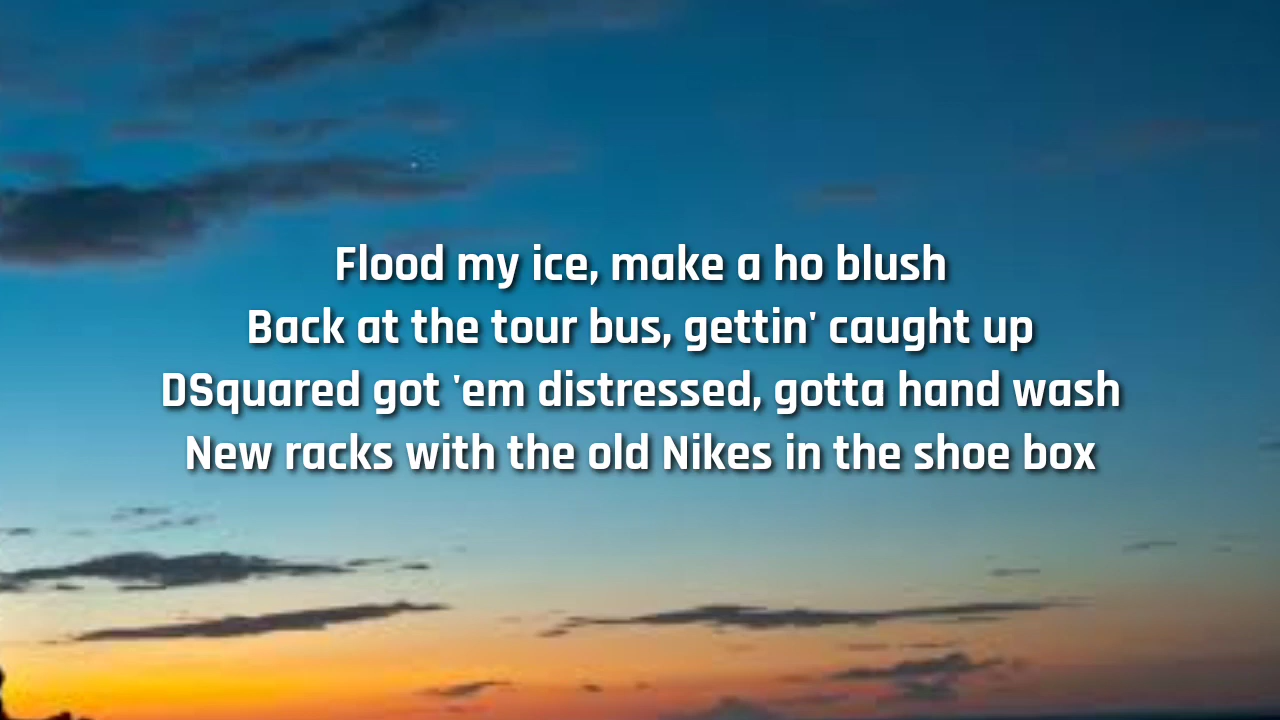 Flood my ice, make a ho blush
Back at the tour bus, gettin' caught up
DSquared got 'em distressed, gotta hand wash
New racks with the old Nikes in the shoe box